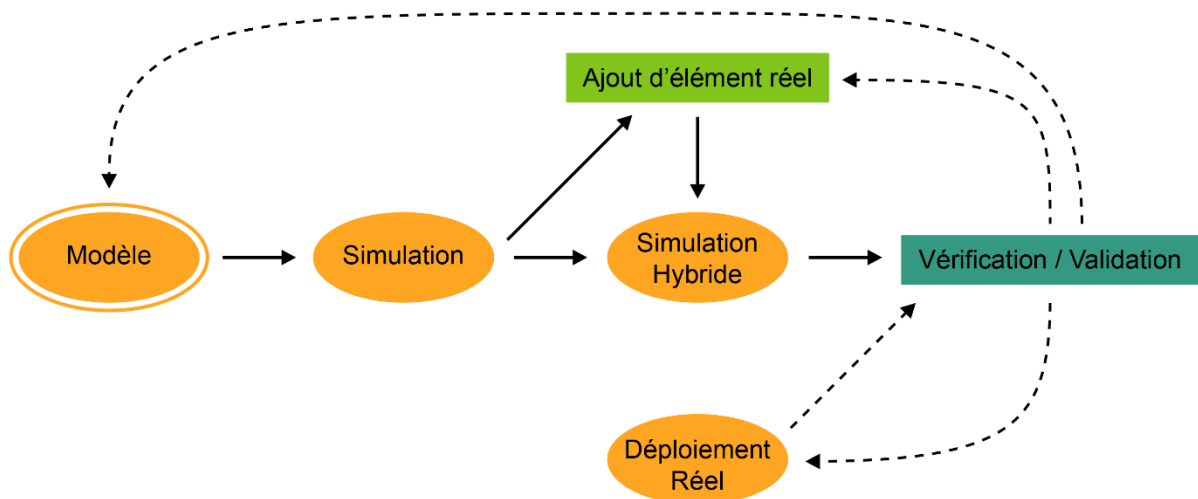 Ajout d’élément réel
Modèle
Simulation
Simulation
Hybride
Vérification / Validation
Déploiement
Réel